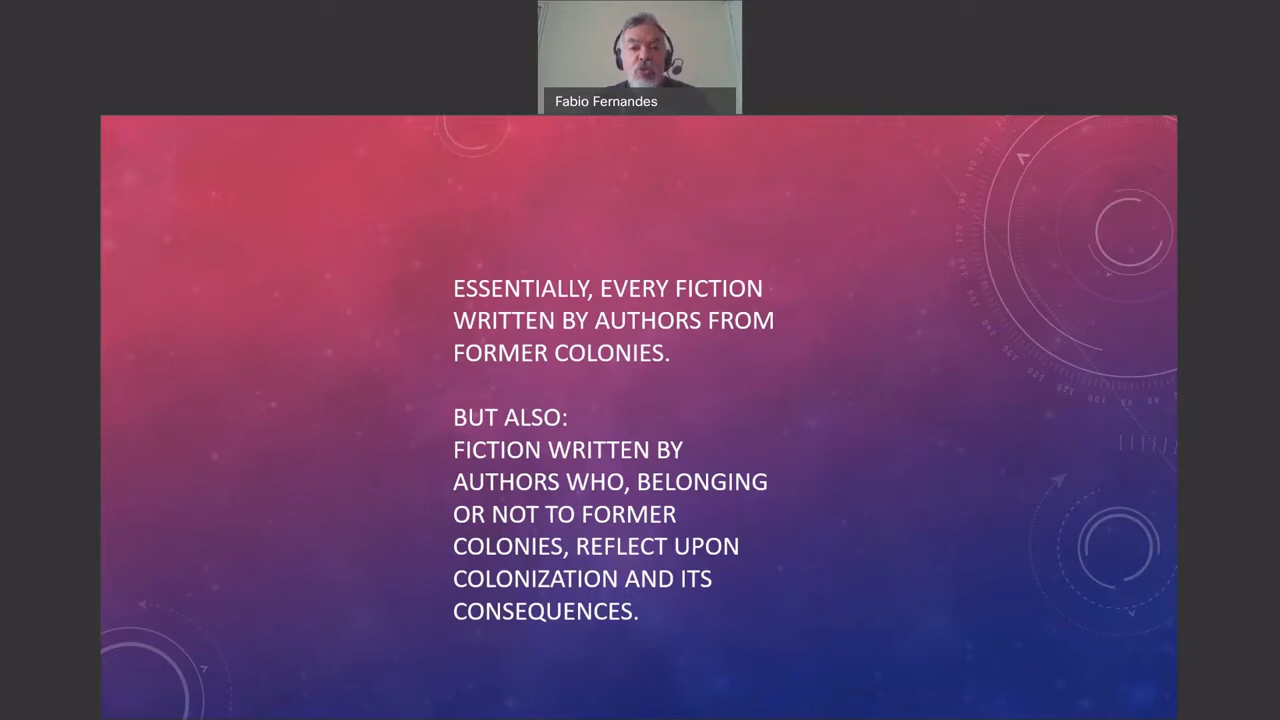 Fabio Fernandes
ESSENTIALLY, EVERY FICTION
WRITTEN BY AUTHORS FROM
FORMER COLONIES.
BUT ALSO:
FICTION WRITTEN BY
AUTHORS WHO, BELONGING
OR NOT TO FORMER
COLONIES, REFLECT UPON
COLONIZATION AND ITS
CONSEQUENCES.